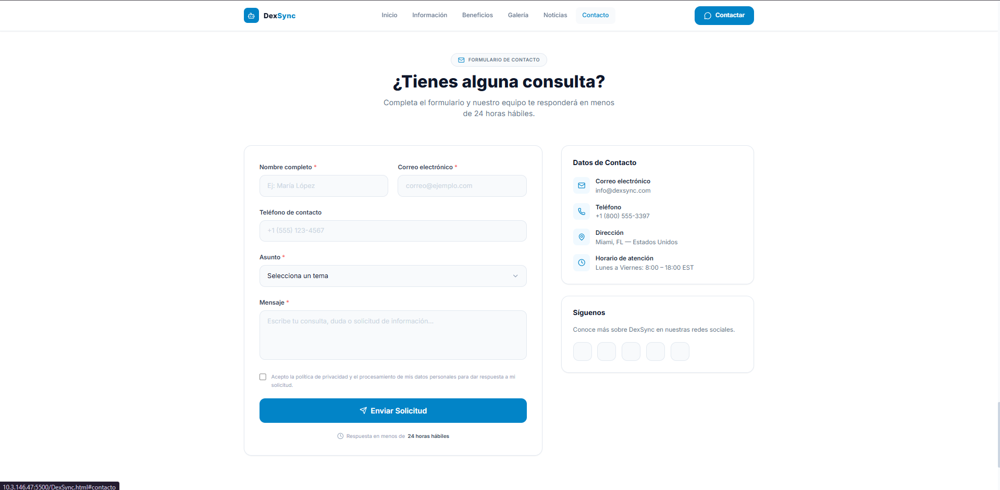 DexSync
Inicio
Información
Beneficios
Galería
Noticias
Contacto
Contactar
FORMULARIO DE CONTACTO
¿Tienes alguna consulta?
Completa el formulario y nuestro equipo te responderá en menos
de 24 horas hábiles.
Nombre completo *
Ej: María López
Correo electrónico *
correo@ejemplo.com
Teléfono de contacto
+1 (555) 123-4567
Asunto *
Selecciona un tema
Mensaje *
Escribe tu consulta, duda o solicitud de información...
Acepto la política de privacidad y el procesamiento de mis datos personales para dar respuesta a mi
solicitud.
Enviar Solicitud
Respuesta en menos de 24 horas hábiles
Datos de Contacto
Correo electrónico
info@dexsync.com
Teléfono
+1 (800) 555-3397
Dirección
Miami, FL — Estados Unidos
Horario de atención
Lunes a Viernes: 8:00 – 18:00 EST
Síguenos
Conoce más sobre DexSync en nuestras redes sociales.
10.3.146.47:5500/DexSync.html#contacto